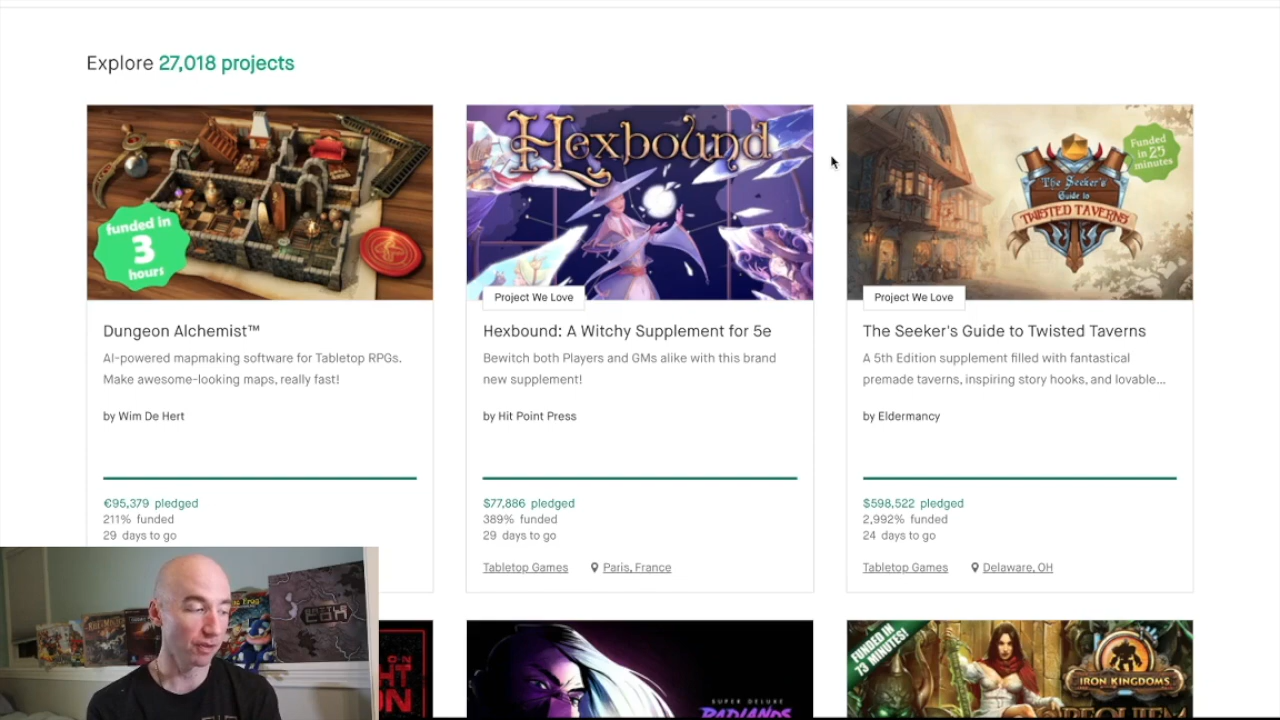 Explore 27,018 projects
funded in
3
hours
Hexbound
Funded
in 25
minutes
The Seeker's
Guide to
TWISTED TAVERNS
Project We Love
Project We Love
Dungeon Alchemist™
AI-powered mapmaking software for Tabletop RPGs.
Make awesome-looking maps, really fast!
by Wim De Hert
€95,379 pledged
211% funded
29 days to go
Hexbound: A Witchy Supplement for 5e
Bewitch both Players and GMs alike with this brand
new supplement!
by Hit Point Press
$77,886 pledged
389% funded
29 days to go
Tabletop Games
Paris, France
The Seeker's Guide to Twisted Taverns
A 5th Edition supplement filled with fantastical
premade taverns, inspiring story hooks, and lovable...
by Eldermancy
$598,522 pledged
2,992% funded
24 days to go
Tabletop Games
Delaware, OH
BATTLE
CON
SUPER DELUXE
RADLANDS
FUNDED IN
73 MINUTES!
IRON KINGDOMS
REQUIEM